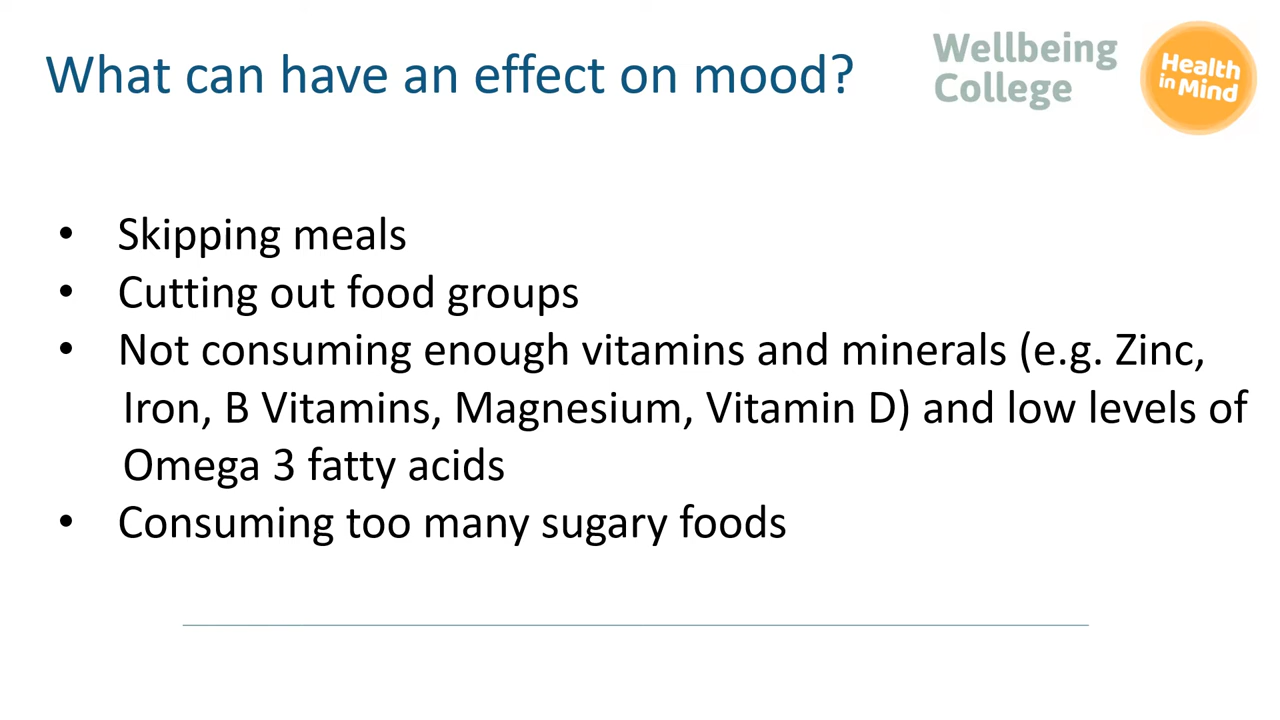 What can have an effect on mood?
Wellbeing
College
Health
in Mind
• Skipping meals
• Cutting out food groups
• Not consuming enough vitamins and minerals (e.g. Zinc,
Iron, B Vitamins, Magnesium, Vitamin D) and low levels of
Omega 3 fatty acids
• Consuming too many sugary foods